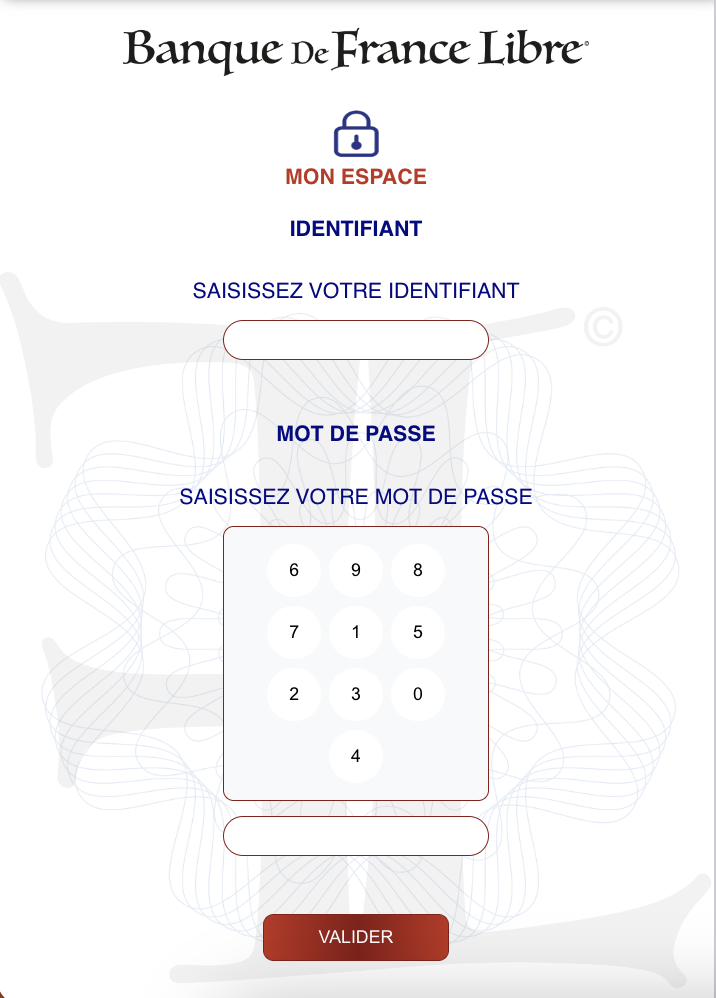 Banque De France Libre©
MON ESPACE
IDENTIFIANT
SAISISSEZ VOTRE IDENTIFIANT
©
MOT DE PASSE
SAISISSEZ VOTRE MOT DE PASSE
6 9 8
7 1 5
2 3 0
4
VALIDER